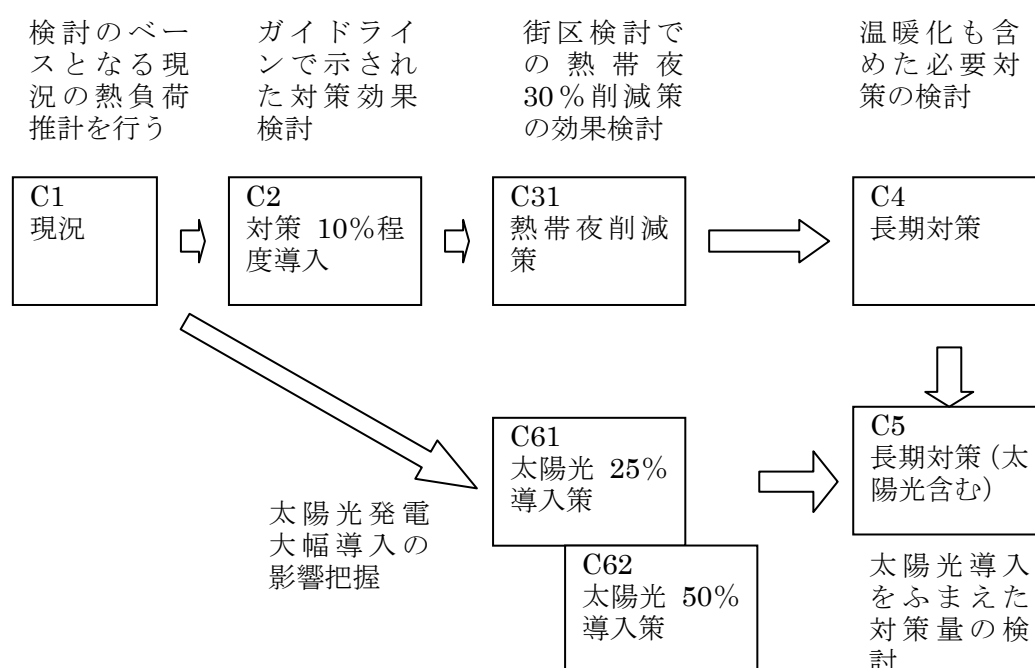 検討のベー
スとなる現
況の熱負荷
推計を行う
ガイドライ
ンで示され
た対策効果
検討
街区検討で
の熱帯夜
30％削減策
の効果検討
温暖化も含
めた必要対
策の検討
C1
現況
C2
対策 10％程
度導入
C31
熱帯夜削減
策
C4
長期対策
C61
太陽光 25％
導入策
C62
太陽光 50％
導入策
C5
長期対策（太
陽光含む）
太陽光発電
大幅導入の
影響把握
太陽光導入
をふまえた
対策量の検
討